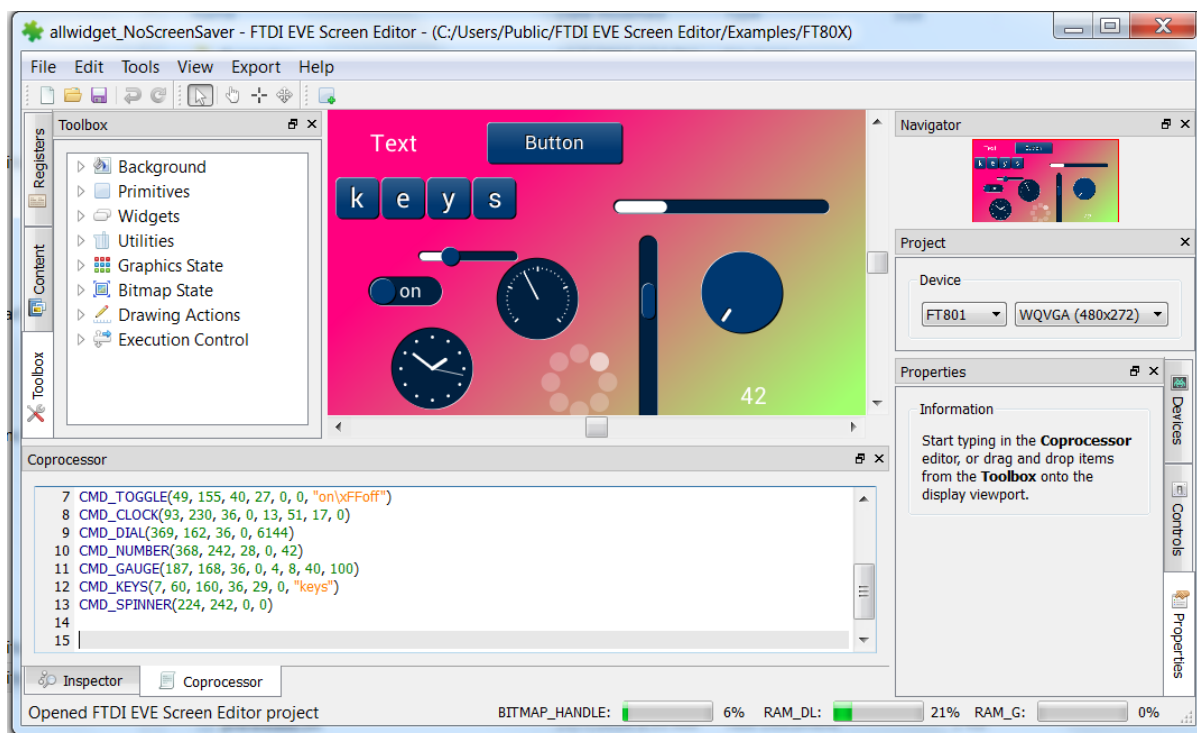 allwidget_NoScreenSaver - FTDI EVE Screen Editor - (C:/Users/Public/FTDI EVE Screen Editor/Examples/FT80X)
File Edit Tools View Export Help
Registers
Content
Toolbox
Toolbox
Background
Primitives
Widgets
Utilities
Graphics State
Bitmap State
Drawing Actions
Execution Control
Text
Button
k e y s
on
42
Navigator
Text
keys
Project
Device
FT801 WQVGA (480x272)
Properties
Information
Start typing in the Coprocessor
editor, or drag and drop items
from the Toolbox onto the
display viewport.
Devices
Controls
Properties
Coprocessor
7 CMD_TOGGLE(49, 155, 40, 27, 0, 0, "on\xFFoff")
8 CMD_CLOCK(93, 230, 36, 0, 13, 51, 17, 0)
9 CMD_DIAL(369, 162, 36, 0, 6144)
10 CMD_NUMBER(368, 242, 28, 0, 42)
11 CMD_GAUGE(187, 168, 36, 0, 4, 8, 40, 100)
12 CMD_KEYS(7, 60, 160, 36, 29, 0, "keys")
13 CMD_SPINNER(224, 242, 0, 0)
14
15
Inspector Coprocessor
Opened FTDI EVE Screen Editor project BITMAP_HANDLE: 6% RAM_DL: 21% RAM_G: 0%